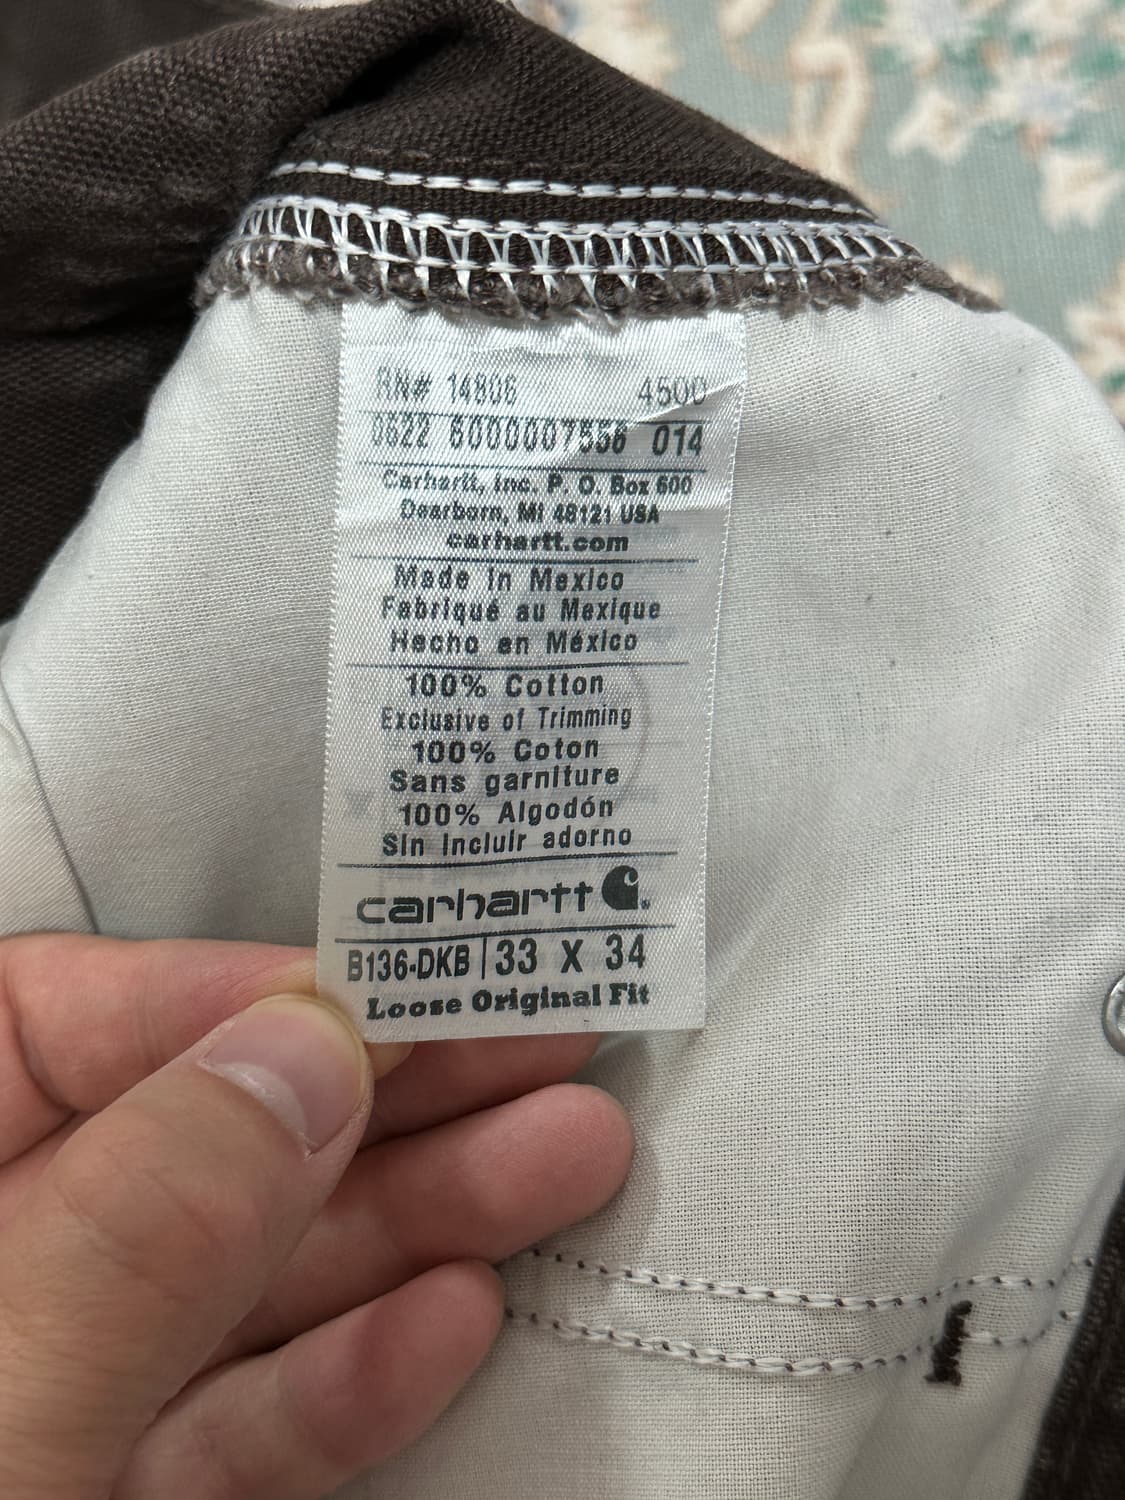 RN# 14806 4500
0622 6000007556 014
Carhartt, Inc. P. O. Box 600
Dearborn, MI 48121 USA
carhartt.com
Made in Mexico
Fabriqué au Mexique
Hecho en México
100% Cotton
Exclusive of Trimming
100% Coton
Sans garniture
100% Algodón
Sin incluir adorno
carhartt
B136-DKB | 33 X 34
Loose Original Fit